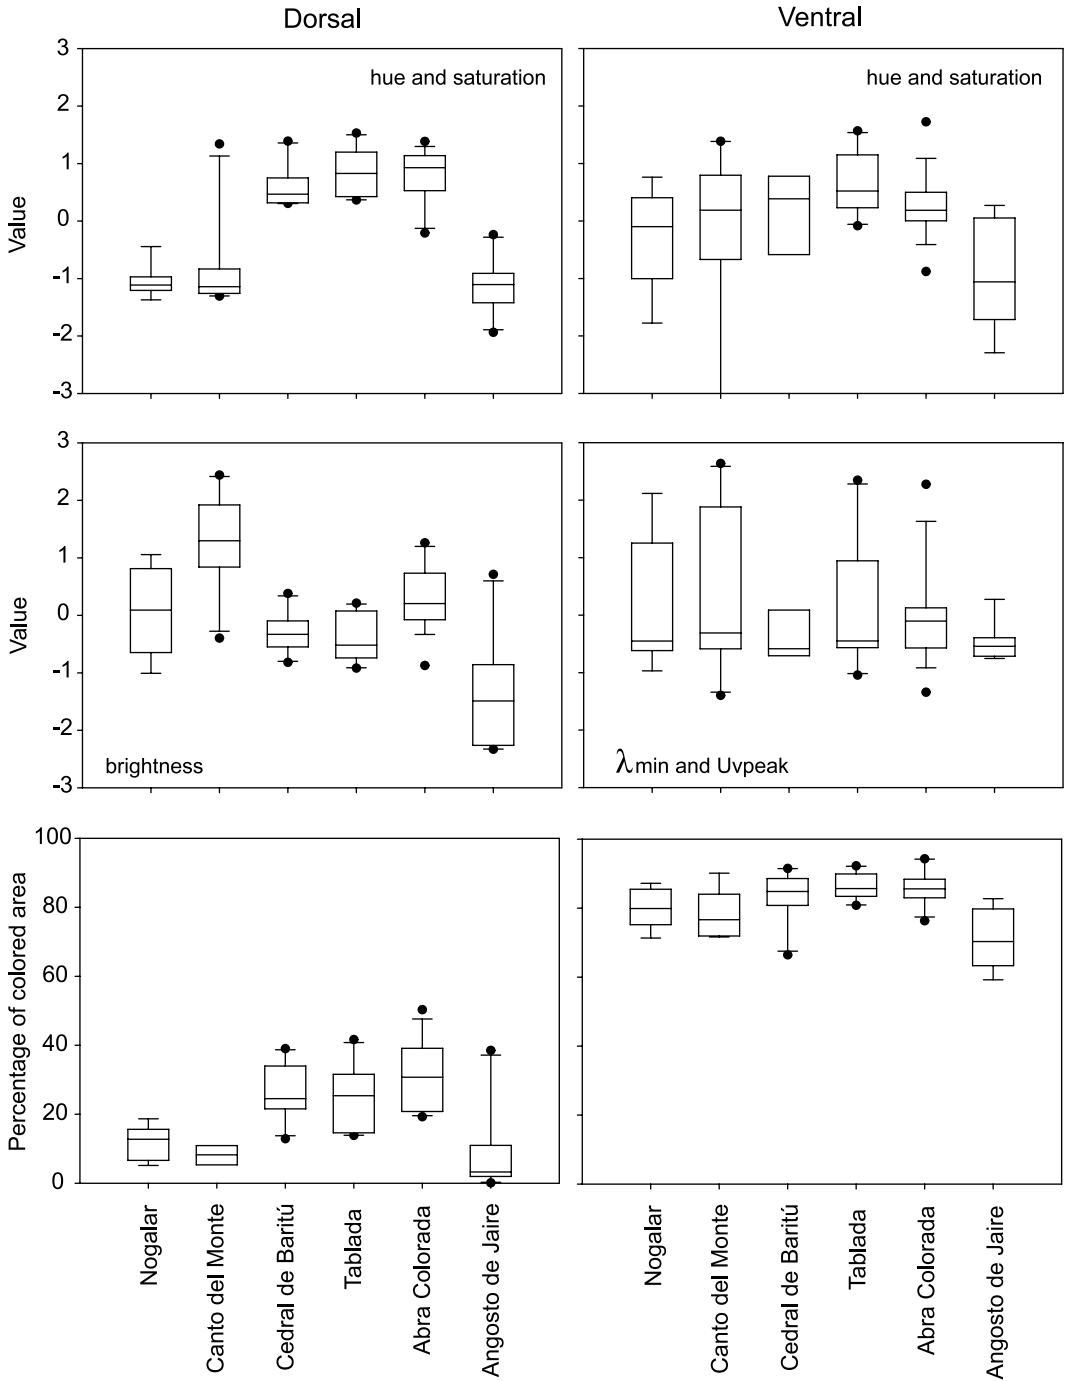 Dorsal
Ventral
3
2
1
0
-1
-2
-3
Value
hue and saturation
hue and saturation
3
2
1
0
-1
-2
-3
Value
brightness
λmin and Uvpeak
100
80
60
40
20
0
Percentage of colored area
Nogalar
Canto del Monte
Cedral de Baritú
Tablada
Abra Colorada
Angosto de Jaire
Nogalar
Canto del Monte
Cedral de Baritú
Tablada
Abra Colorada
Angosto de Jaire